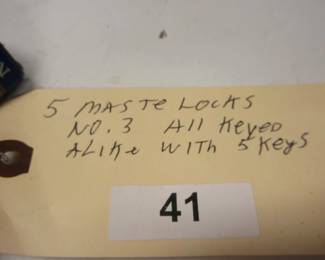 5 MASTE LOCKS
NO. 3 All Keyed
ALIKe WITH 5 Keys
41